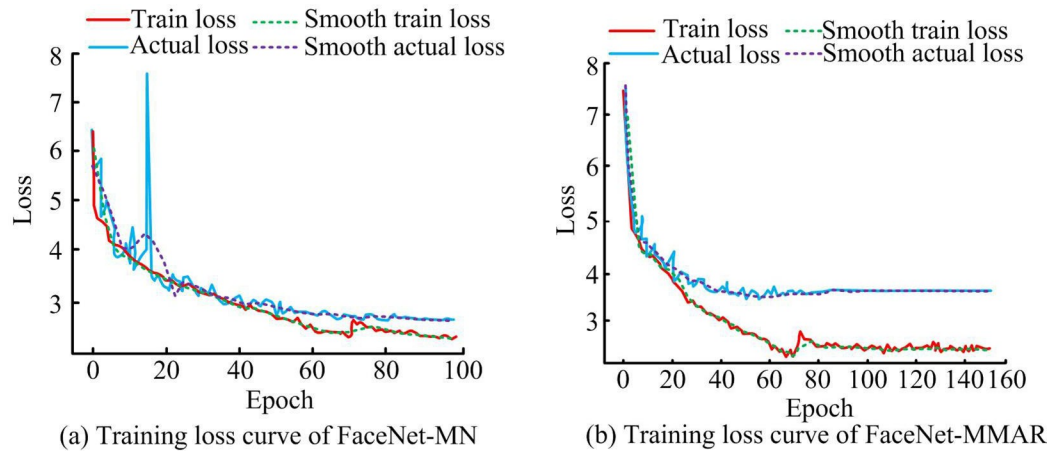 Train loss Smooth train loss
Actual loss Smooth actual loss
8
7
6
5
4
3
Loss
0 20 40 60 80 100
Epoch
(a) Training loss curve of FaceNet-MN
Train loss Smooth train loss
Actual loss Smooth actual loss
8
7
5
4
3
Loss
0 20 40 60 80 100 120 140 160
Epoch
(b) Training loss curve of FaceNet-MMAR